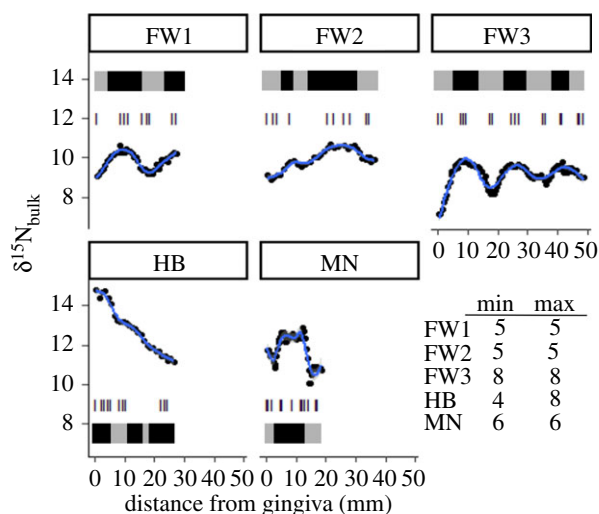 FW1 FW2 FW3
14
12
10
8
0 10 20 30 40 50
δ15Nbulk
HB MN
14
12
10
8
0 10 20 30 40 50 0 10 20 30 40 50
distance from gingiva (mm)
min max
FW1 5 5
FW2 5 5
FW3 8 8
HB 4 8
MN 6 6